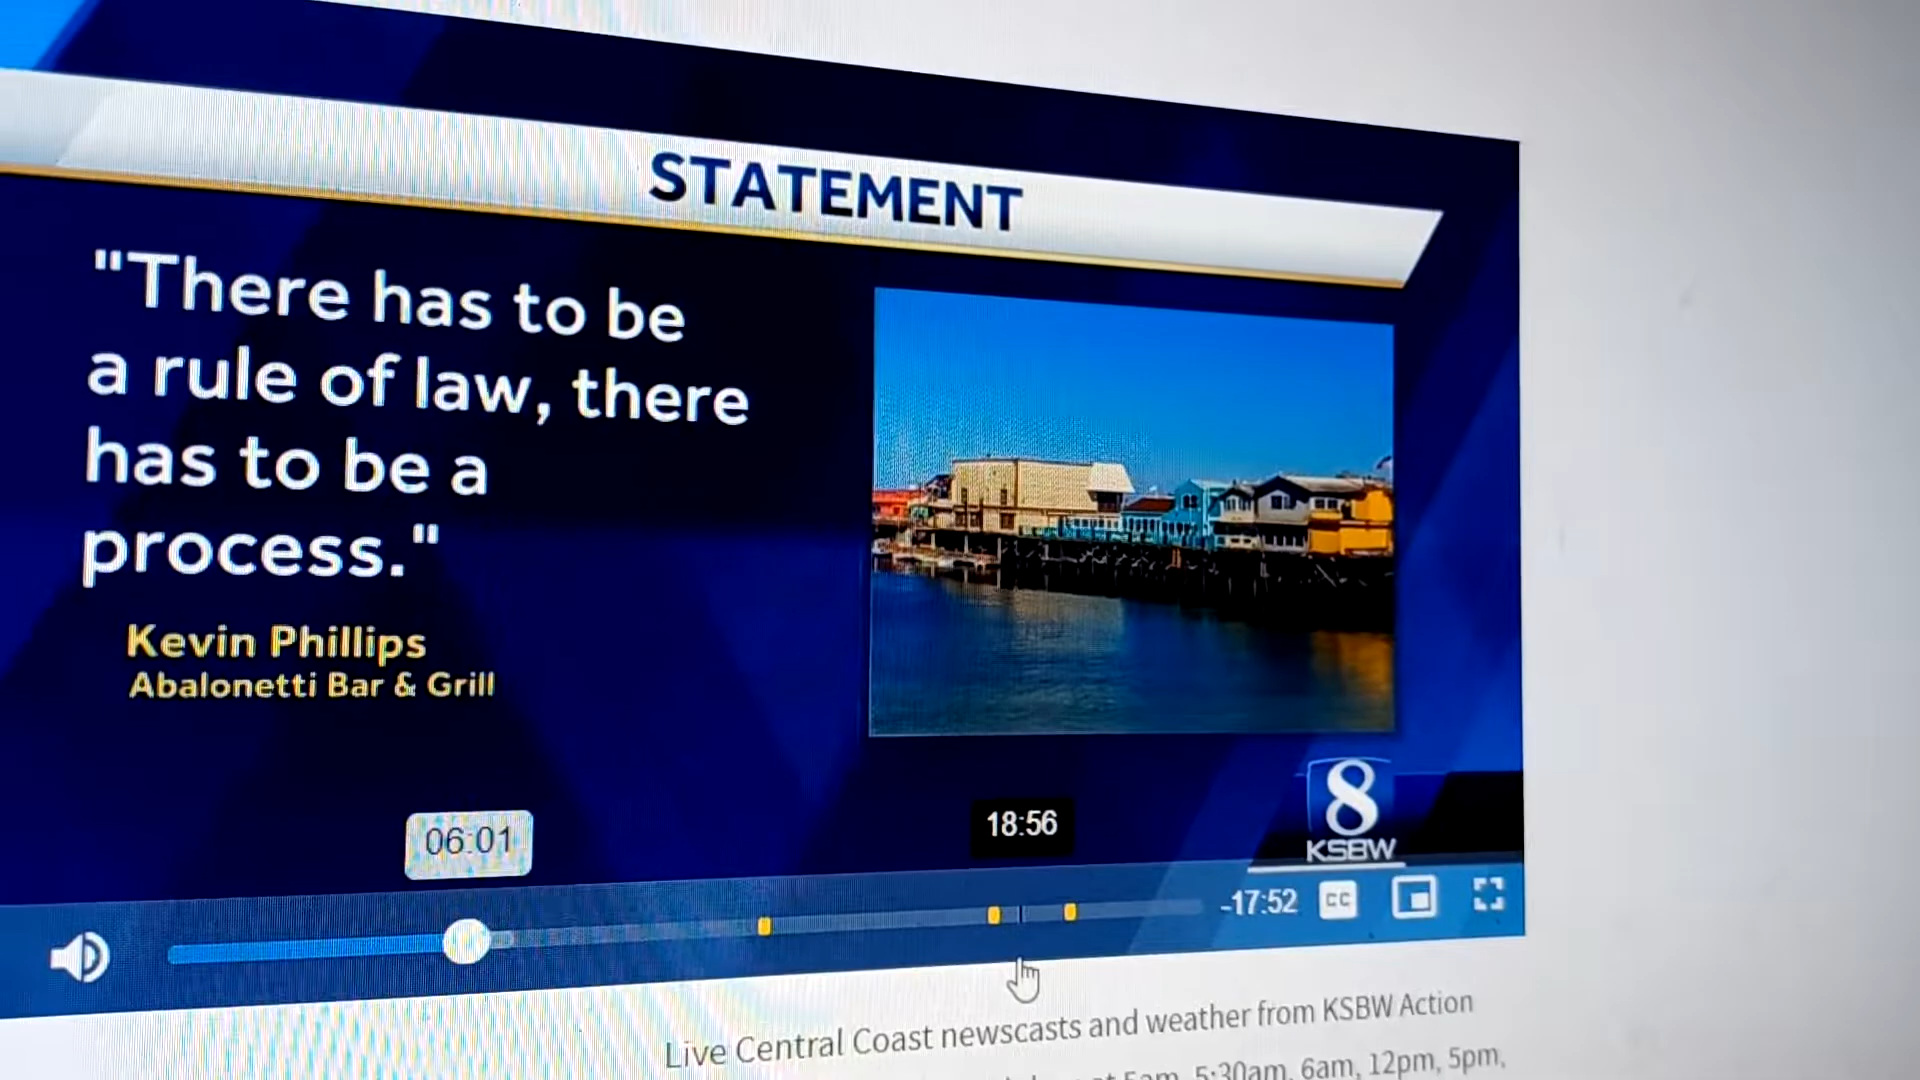 STATEMENT
"There has to be
a rule of law, there
has to be a
process."
Kevin Phillips
Abalonetti Bar & Grill
06:01
18:56
8
KSBW
-17:52
CC
Live Central Coast newscasts and weather from KSBW Action
at 5am, 5:30am, 6am, 12pm, 5pm,